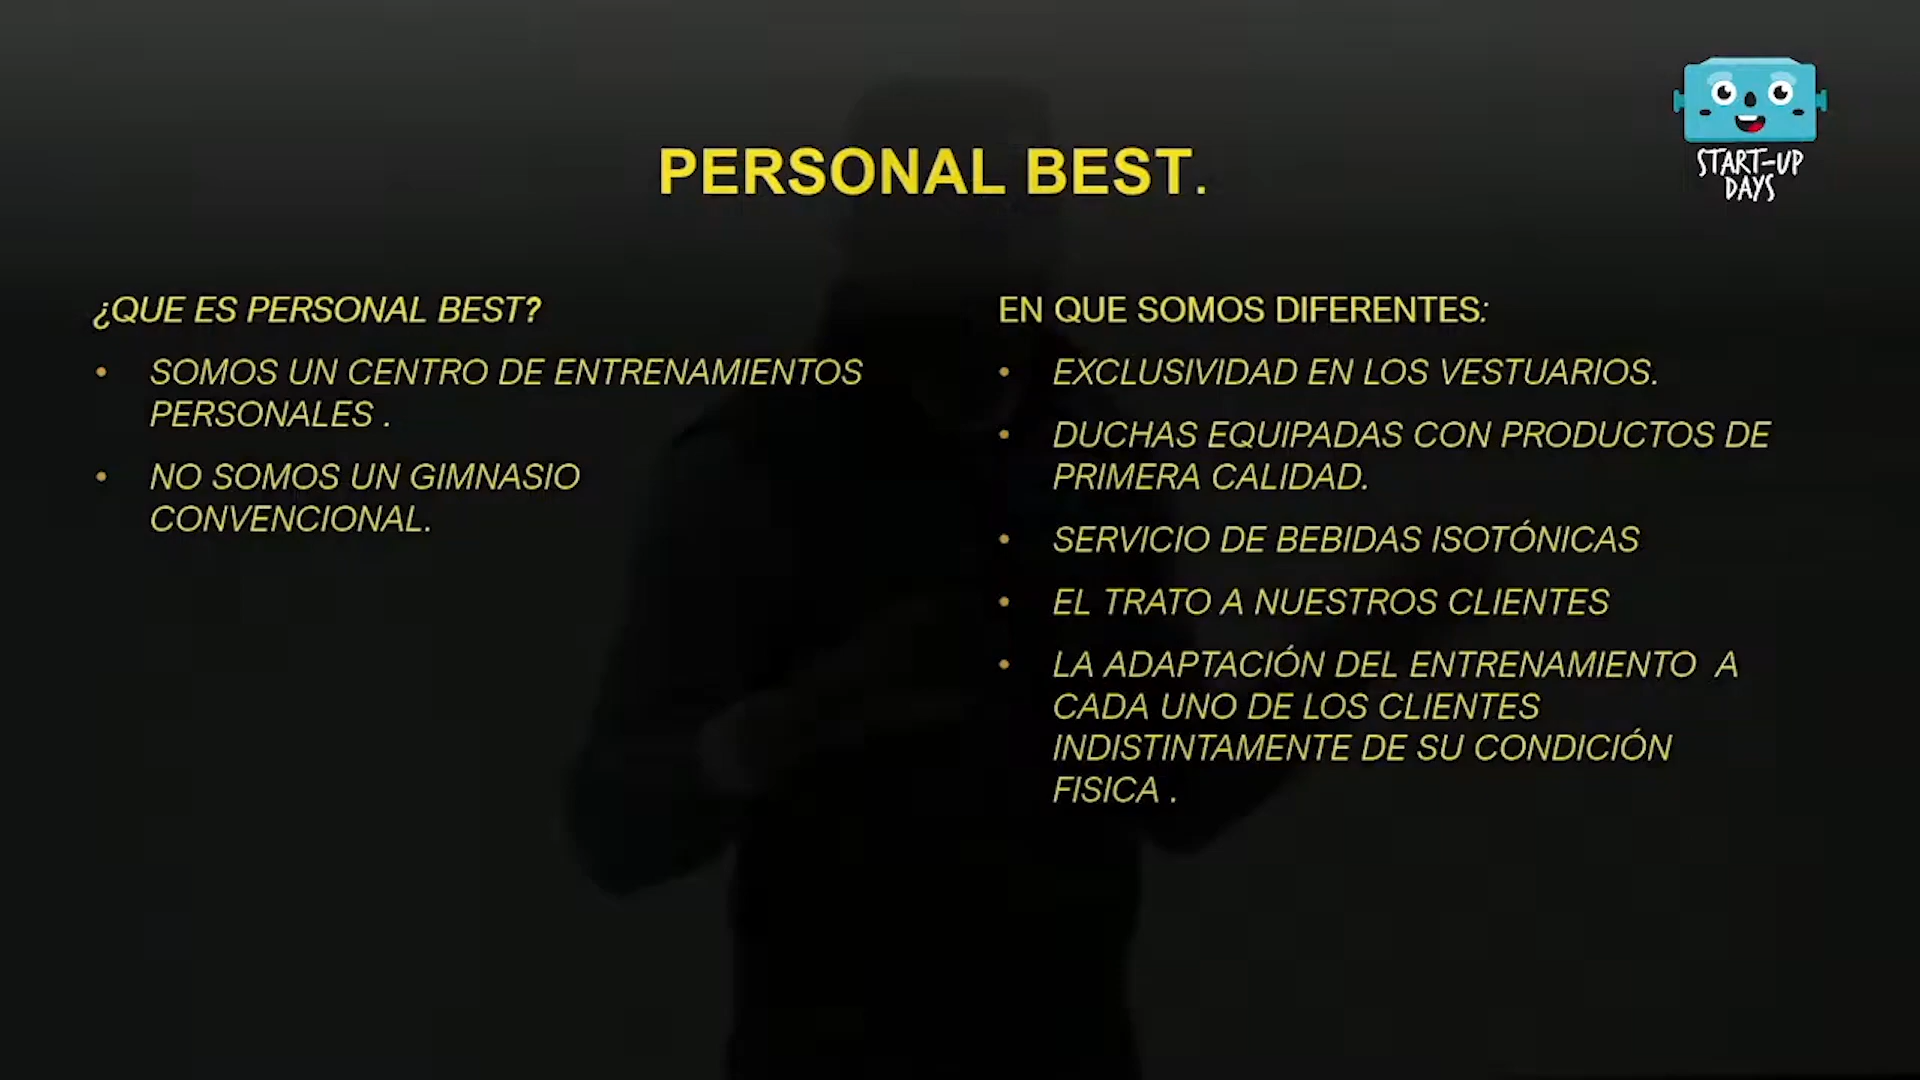 PERSONAL BEST.
START-UP
DAYS
¿QUE ES PERSONAL BEST?
• SOMOS UN CENTRO DE ENTRENAMIENTOS
PERSONALES .
• NO SOMOS UN GIMNASIO
CONVENCIONAL.
EN QUE SOMOS DIFERENTES:
• EXCLUSIVIDAD EN LOS VESTUARIOS.
• DUCHAS EQUIPADAS CON PRODUCTOS DE
PRIMERA CALIDAD.
• SERVICIO DE BEBIDAS ISOTÓNICAS
• EL TRATO A NUESTROS CLIENTES
• LA ADAPTACIÓN DEL ENTRENAMIENTO  A
CADA UNO DE LOS CLIENTES
INDISTINTAMENTE DE SU CONDICIÓN
FISICA .